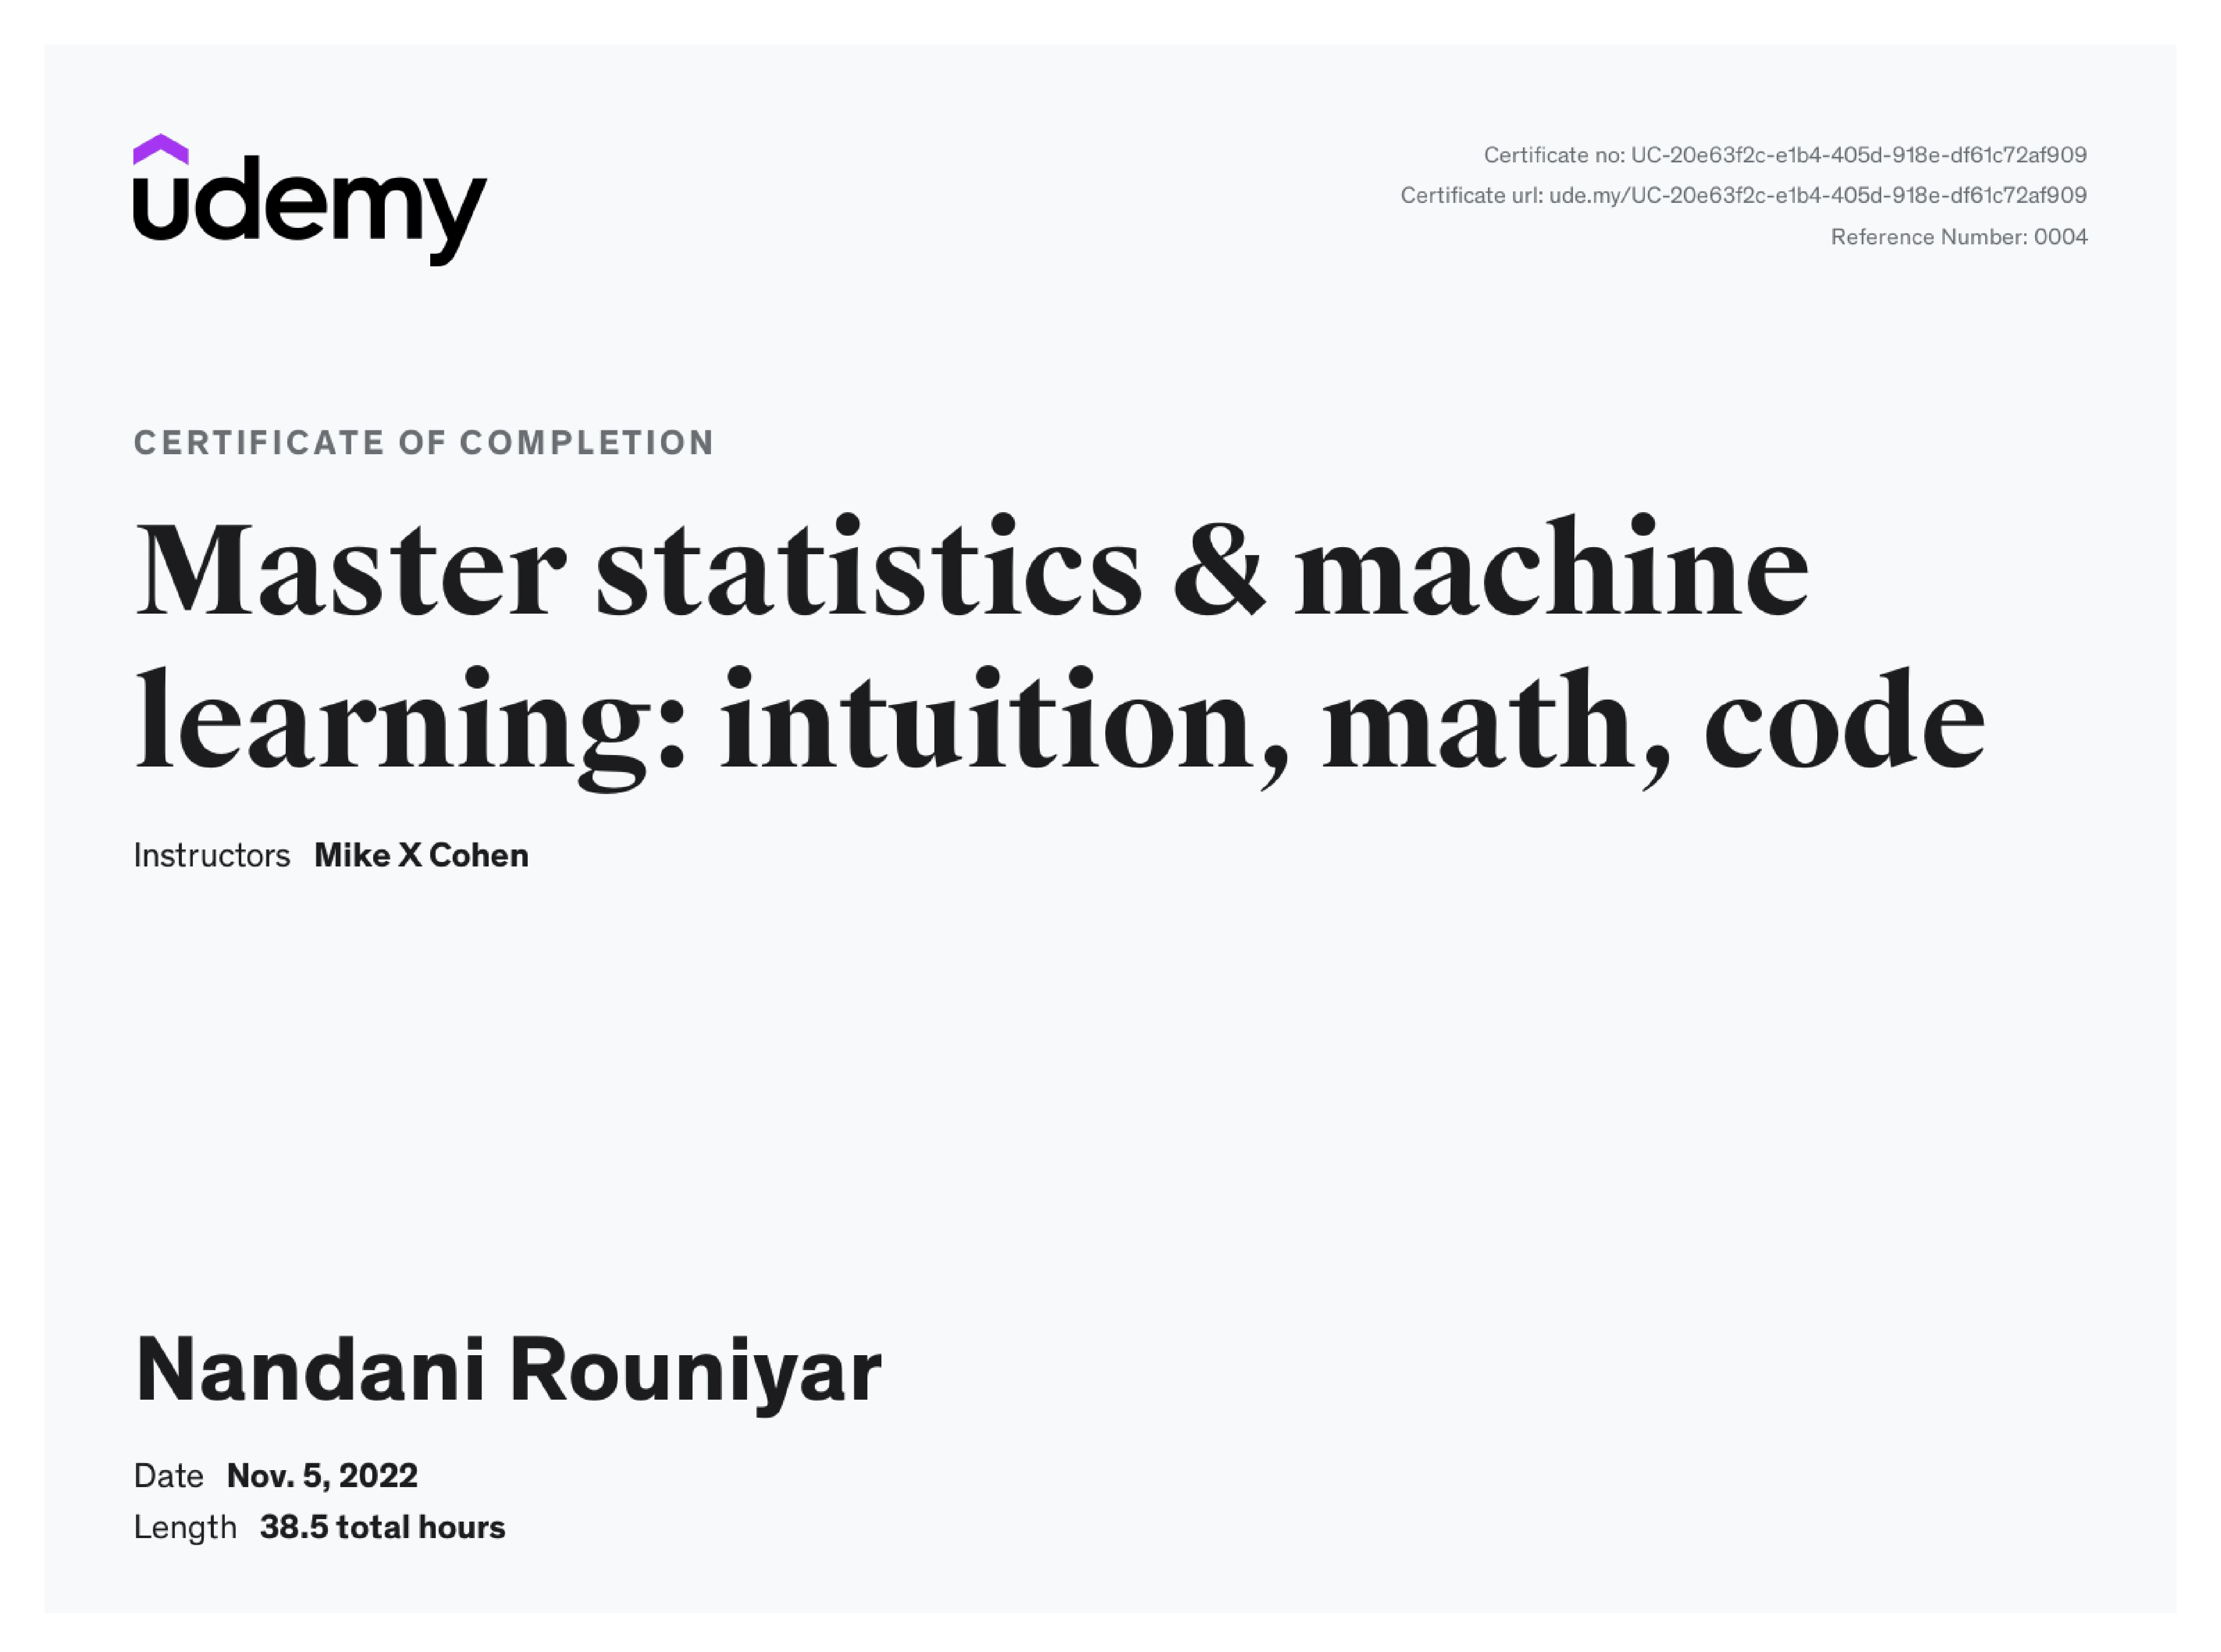 udemy
Certificate no: UC-20e63f2c-e1b4-405d-918e-df61c72af909
Certificate url: ude.my/UC-20e63f2c-e1b4-405d-918e-df61c72af909
Reference Number: 0004
CERTIFICATE OF COMPLETION
Master statistics & machine
learning: intuition, math, code
Instructors Mike X Cohen
Nandani Rouniyar
Date Nov. 5, 2022
Length 38.5 total hours